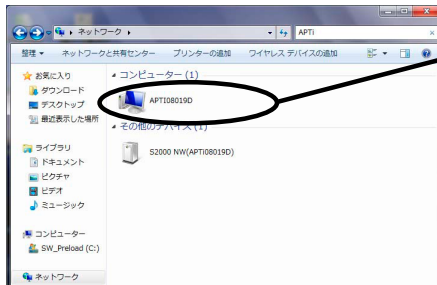 ネットワーク
APTi
整理
ネットワークと共有センター
プリンターの追加
ワイヤレス デバイスの追加
お気に入り
ダウンロード
デスクトップ
最近表示した場所
ライブラリ
ドキュメント
ピクチャ
ビデオ
ミュージック
コンピューター
SW_Preload (C:)
ネットワーク
コンピューター (1)
APTI08019D
その他のデバイス (1)
S2000 NW(APTI08019D)